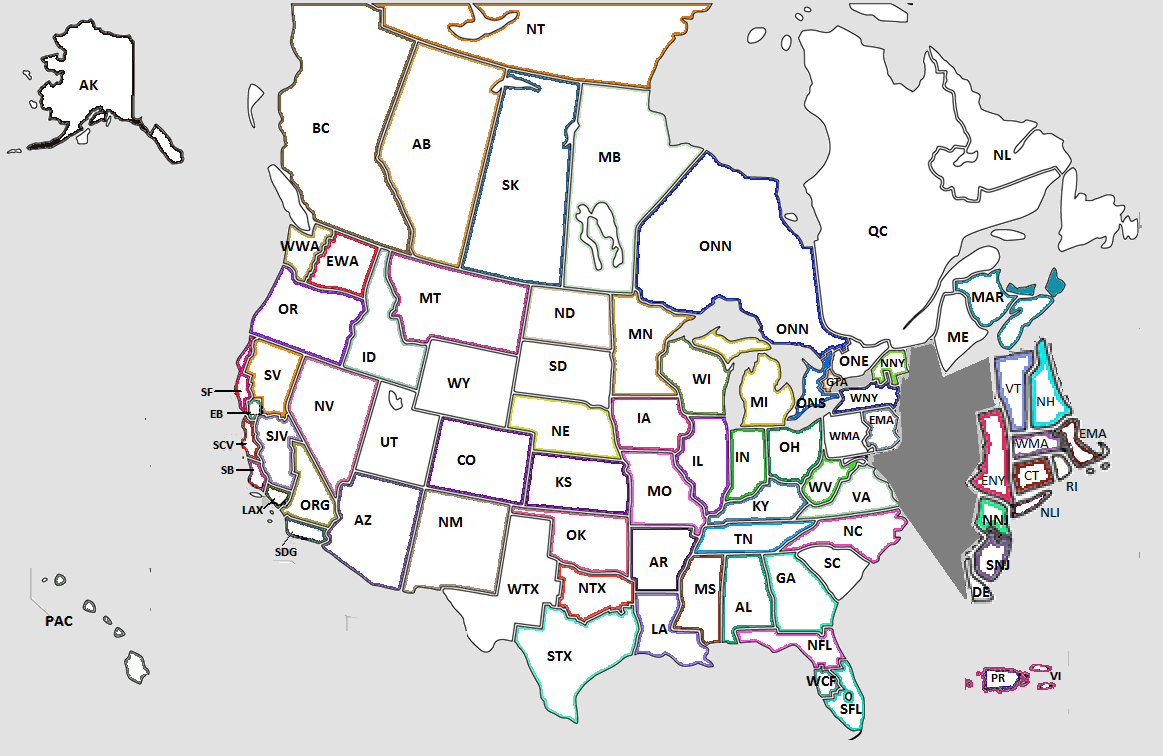 NT
AK
BC
AB
SK
MB
NL
ONN
QC
WWA
EWA
MT
OR
ND
MN
ONN
MAR
ME
ID
WY
SD
WI
MI
ONE
GTA
NNY
ONS
WNY
SV
SF
NV
UT
EB
SJV
SCV
SB
LAX
ORG
SDG
NE
IA
IL
IN
OH
WMA
EMA
VT
NH
WMA
EMA
CT
RI
ENY
NLI
NNJ
SNJ
DE
CO
KS
MO
KY
WV
VA
AZ
NM
OK
AR
TN
NC
SC
WTX
NTX
MS
AL
GA
LA
STX
NFL
WCF
SFL
PAC
PR
VI